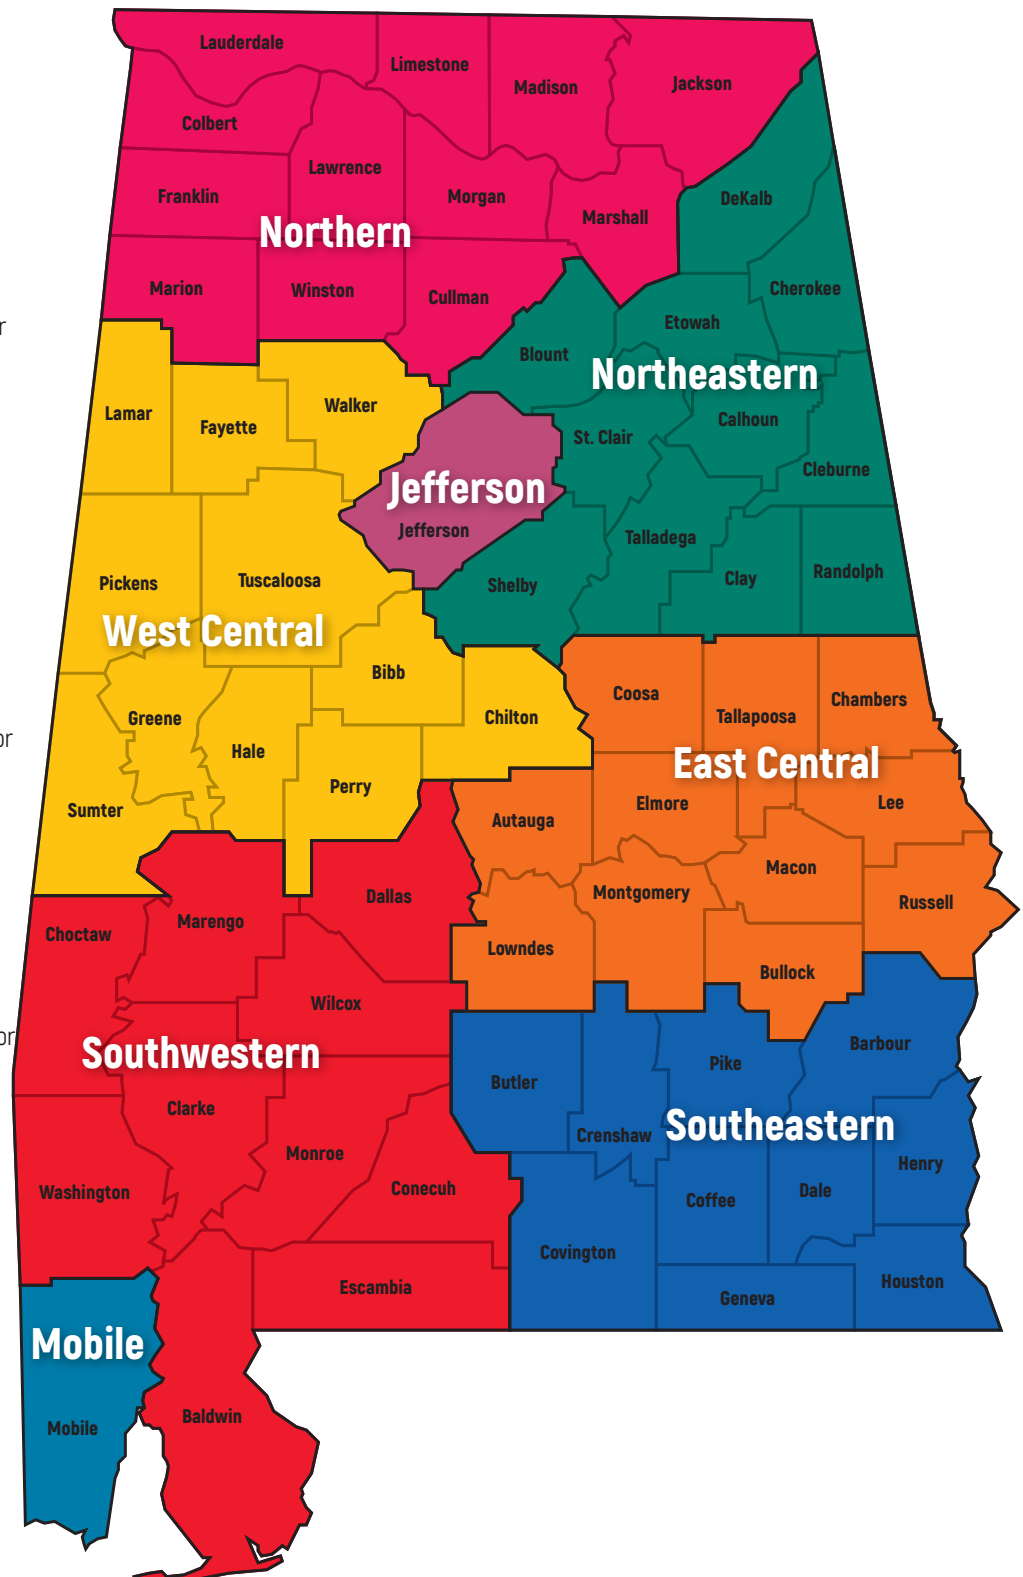 Lauderdale
Limestone
Madison
Jackson
Colbert
Lawrence
Franklin
Morgan
DeKalb
Marshall
Northern
Marion
Winston
Cullman
Cherokee
r
Etowah
Blount
Northeastern
Lamar
Walker
Fayette
Calhoun
St. Clair
Cleburne
Jefferson
Jefferson
Talladega
Pickens
Tuscaloosa
Shelby
Clay
Randolph
West Central
Bibb
Coosa
Chambers
Greene
Chilton
Tallapoosa
or
Hale
East Central
Perry
Sumter
Elmore
Lee
Autauga
Macon
Dallas
Montgomery
Russell
Choctaw
Marengo
Lowndes
Bullock
Wilcox
or
Southwestern
Pike
Barbour
Butler
Clarke
Crenshaw
Southeastern
Monroe
Henry
Washington
Conecuh
Coffee
Dale
Covington
Escambia
Geneva
Houston
Mobile
Baldwin
Mobile